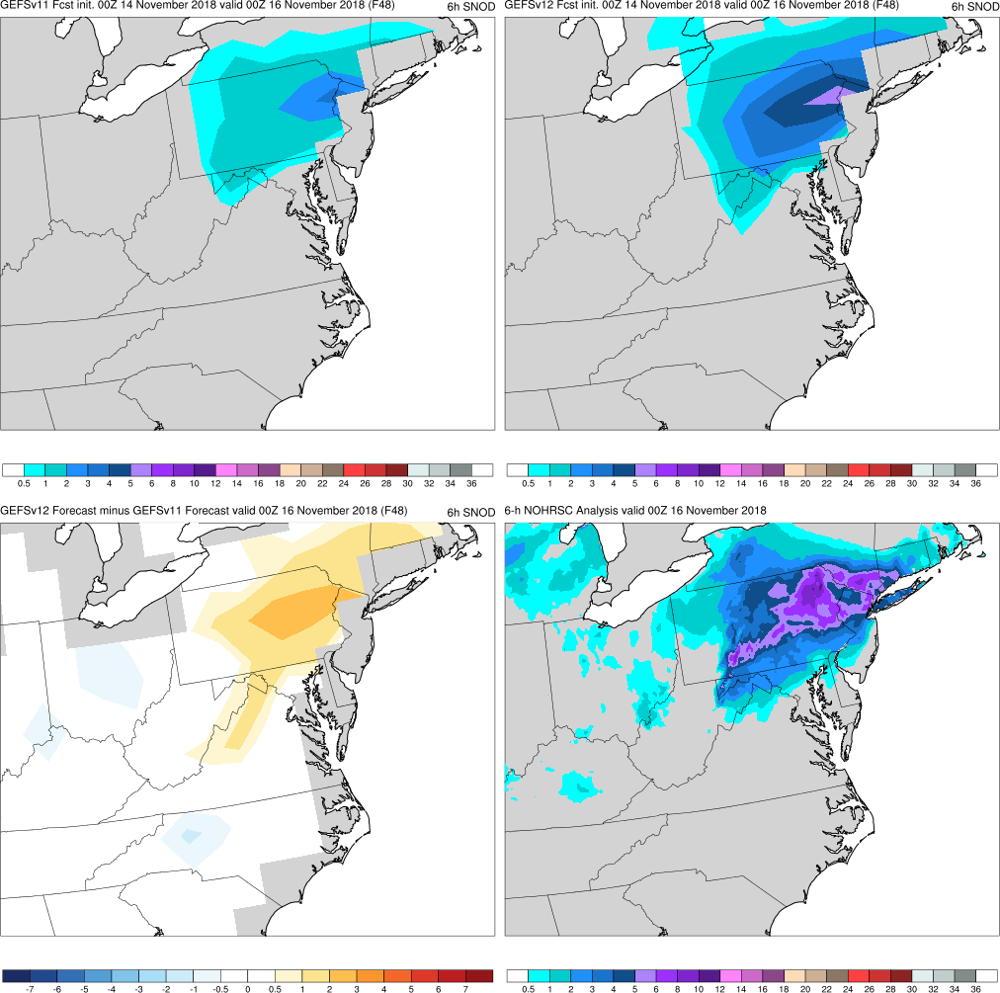 GEFSv11 Fcst init. 00Z 14 November 2018 valid 00Z 16 November 2018 (F48) 6h SNOD
GEFSv12 Fcst init. 00Z 14 November 2018 valid 00Z 16 November 2018 (F48) 6h SNOD
0.5 1 2 3 4 5 6 8 10 12 14 16 18 20 22 24 26 28 30 32 34 36
0.5 1 2 3 4 5 6 8 10 12 14 16 18 20 22 24 26 28 30 32 34 36
GEFSv12 Forecast minus GEFSv11 Forecast valid 00Z 16 November 2018 (F48) 6h SNOD
6-h NOHRSC Analysis valid 00Z 16 November 2018
-7 -6 -5 -4 -3 -2 -1 -0.5 0 0.5 1 2 3 4 5 6 7
0.5 1 2 3 4 5 6 8 10 12 14 16 18 20 22 24 26 28 30 32 34 36